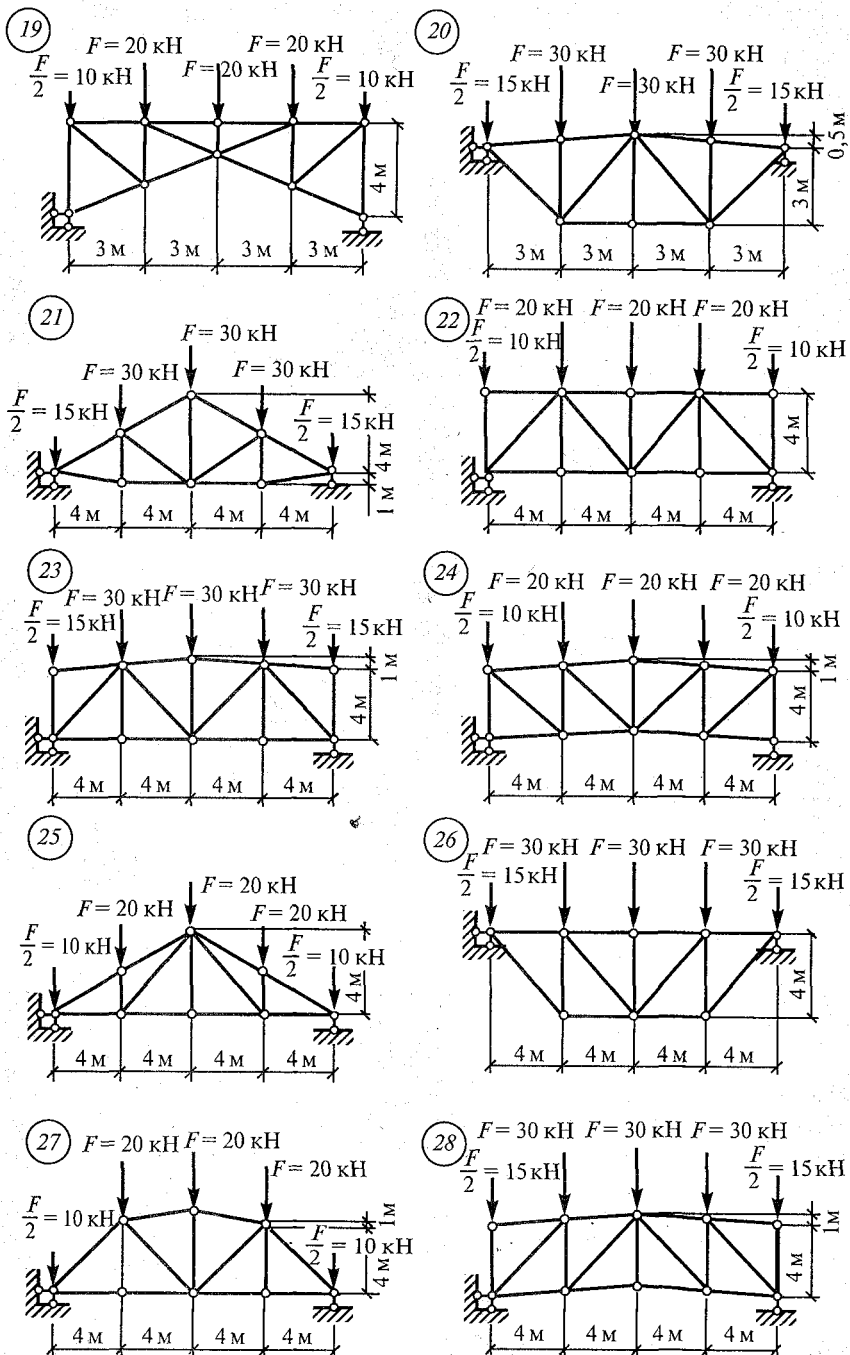 19
F = 20 кН F = 20 кН
F/2 = 10 кН F = 20 кН F/2 = 10 кН
4 м
3 м 3 м 3 м 3 м
20
F = 30 кН F = 30 кН
F/2 = 15 кН F = 30 кН F/2 = 15 кН
0,5 м
3 м
3 м 3 м 3 м 3 м
21
F = 30 кН
F = 30 кН F = 30 кН
F/2 = 15 кН F/2 = 15 кН
4 м
1 м
4 м 4 м 4 м 4 м
22
F = 20 кН F = 20 кН F = 20 кН
F/2 = 10 кН F/2 = 10 кН
4 м
4 м 4 м 4 м 4 м
23
F = 30 кН F = 30 кН F = 30 кН
F/2 = 15 кН F/2 = 15 кН
1 м
4 м
4 м 4 м 4 м 4 м
24
F = 20 кН F = 20 кН F = 20 кН
F/2 = 10 кН F/2 = 10 кН
1 м
4 м
4 м 4 м 4 м 4 м
25
F = 20 кН
F = 20 кН F = 20 кН
F/2 = 10 кН F/2 = 10 кН
4 м
4 м 4 м 4 м 4 м
26
F = 30 кН F = 30 кН F = 30 кН
F/2 = 15 кН F/2 = 15 кН
4 м
4 м 4 м 4 м 4 м
27
F = 20 кН F = 20 кН
F = 20 кН
F/2 = 10 кН F/2 = 10 кН
1 м
4 м
4 м 4 м 4 м 4 м
28
F = 30 кН F = 30 кН F = 30 кН
F/2 = 15 кН F/2 = 15 кН
1 м
4 м
4 м 4 м 4 м 4 м